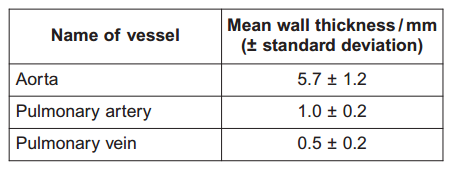 Name of vessel
Mean wall thickness / mm
(± standard deviation)
Aorta
5.7 ± 1.2
Pulmonary artery
1.0 ± 0.2
Pulmonary vein
0.5 ± 0.2